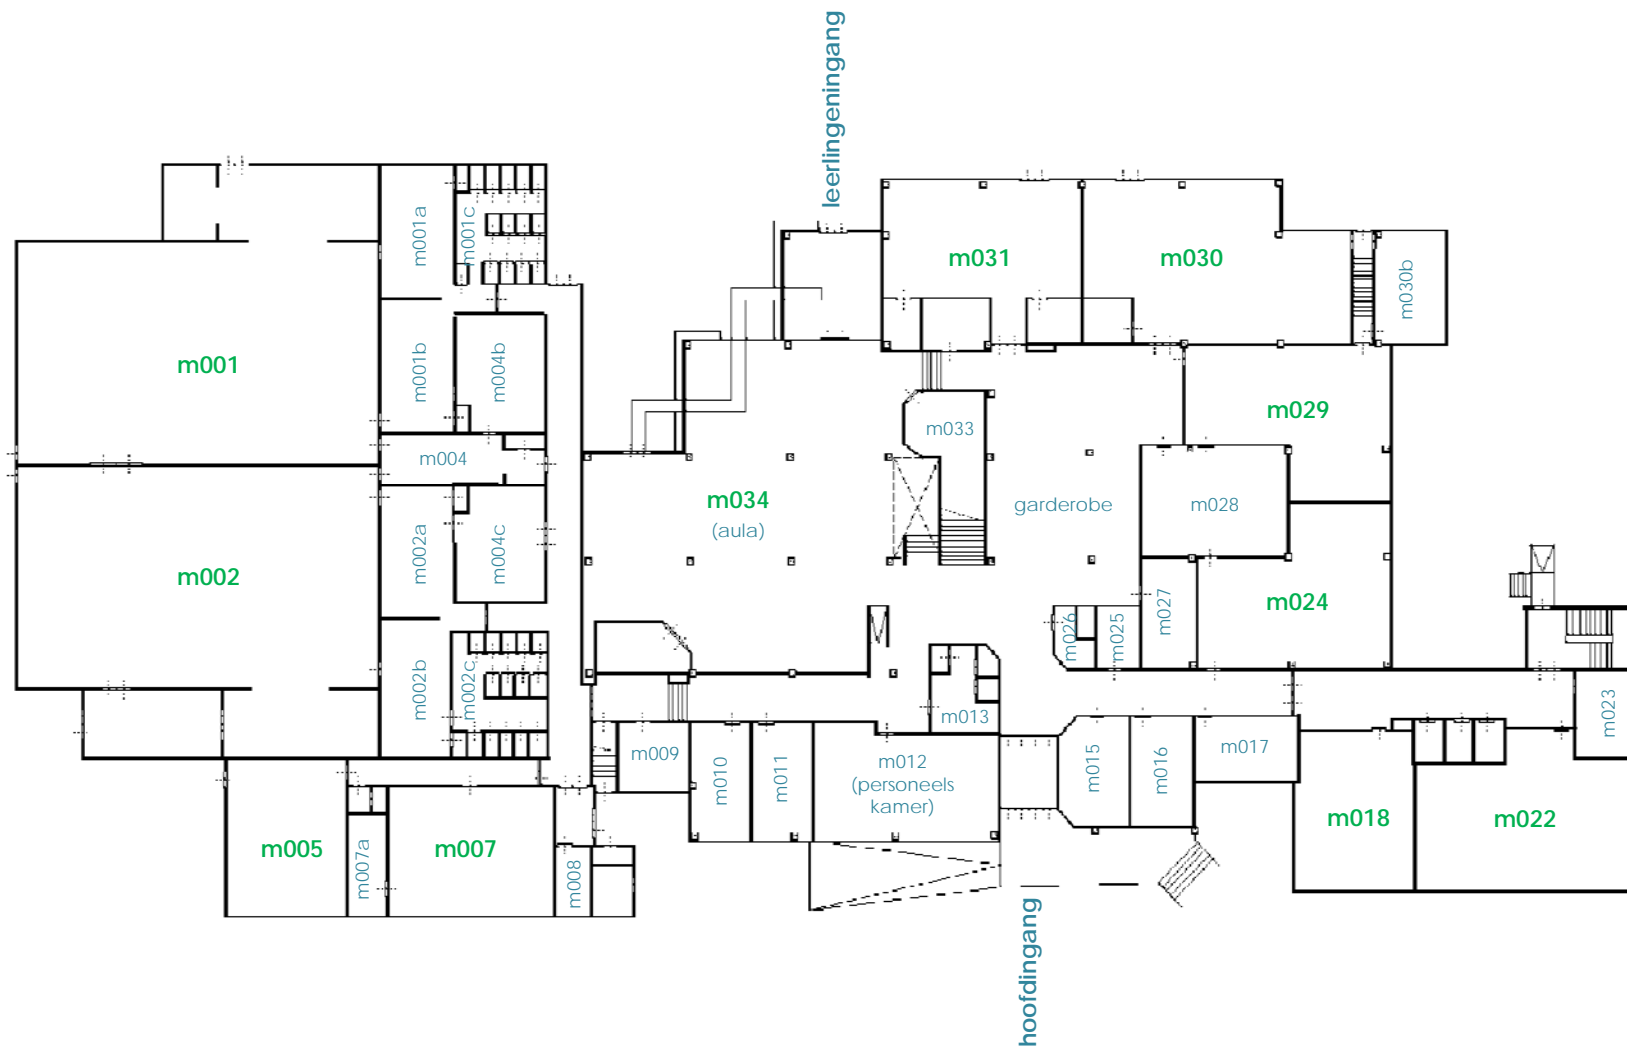 leerlingeningang
m001a
m001c
m031
m030
m030b
m001
m001b
m004b
m029
m033
m004
m034
(aula)
garderobe
m028
m002
m002a
m004c
m024
m027
m026
m025
m002b
m002c
m013
m023
m009
m010
m011
m012
(personeels
kamer)
m015
m016
m017
m005
m007a
m007
m008
m018
m022
hoofdingang